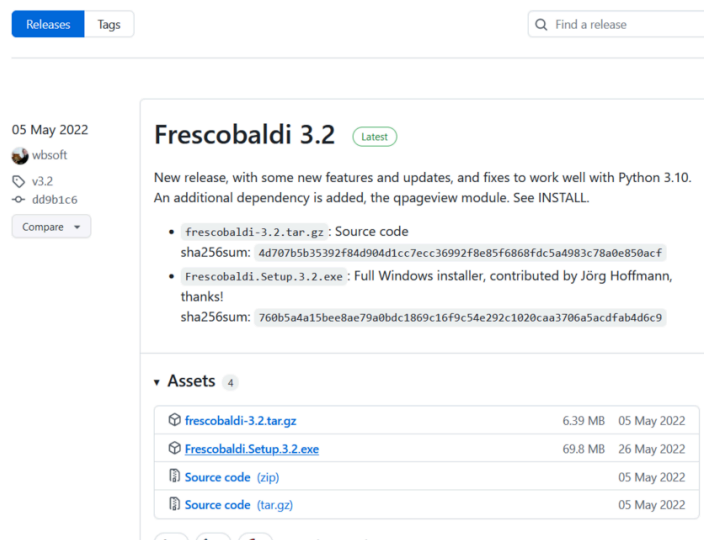 Releases Tags Find a release
05 May 2022
wbsoft
v3.2
dd9b1c6
Compare
Frescobaldi 3.2 Latest
New release, with some new features and updates, and fixes to work well with Python 3.10.
An additional dependency is added, the qpageview module. See INSTALL.
• frescobaldi-3.2.tar.gz : Source code
sha256sum: 4d707b5b35392f84d904d1cc7ecc36992f8e85f6868fdc5a4983c78a0e850acf
• Frescobaldi.Setup.3.2.exe : Full Windows installer, contributed by Jörg Hoffmann,
thanks!
sha256sum: 760b5a4a15bee8ae79a0bdc1869c16f9c54e292c1020caa3706a5acdfab4d6c9
Assets 4
frescobaldi-3.2.tar.gz 6.39 MB 05 May 2022
Frescobaldi.Setup.3.2.exe 69.8 MB 26 May 2022
Source code (zip) 05 May 2022
Source code (tar.gz) 05 May 2022